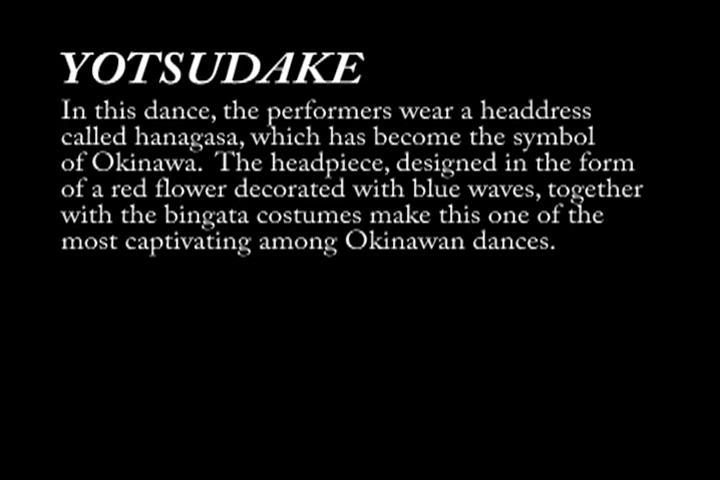 YOTSUDAKE
In this dance, the performers wear a headdress
called hanagasa, which has become the symbol
of Okinawa.  The headpiece, designed in the form
of a red flower decorated with blue waves, together
with the bingata costumes make this one of the
most captivating among Okinawan dances.